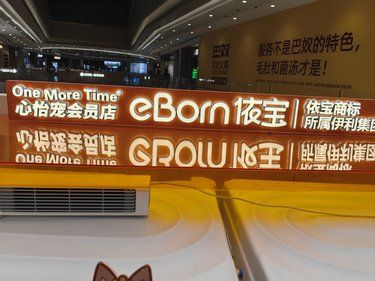 巴奴
服务不是巴奴的特色，
毛肚和菌汤才是！
One More Time®
心怡宠会员店
eBorn依宝
依宝商标
所属伊利集团